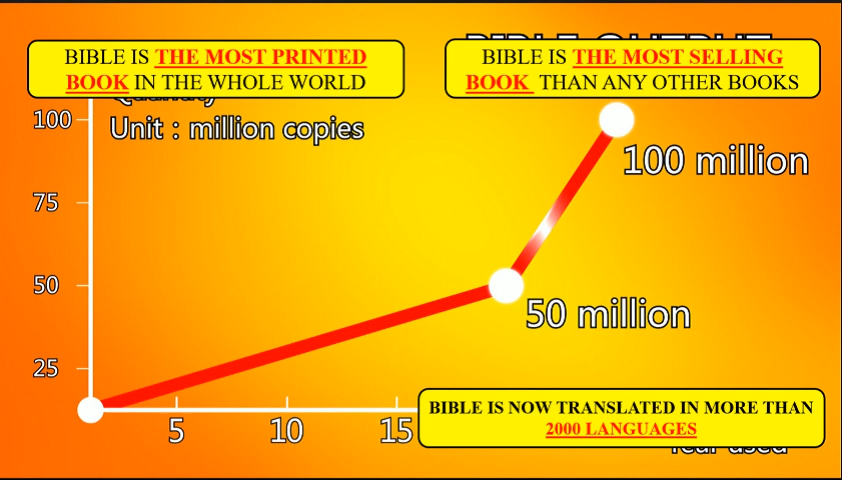 BIBLE IS THE MOST PRINTED
BOOK IN THE WHOLE WORLD
BIBLE IS THE MOST SELLING
BOOK THAN ANY OTHER BOOKS
Unit : million copies
100
100 million
75
50
50 million
25
5
10
15
BIBLE IS NOW TRANSLATED IN MORE THAN
2000 LANGUAGES